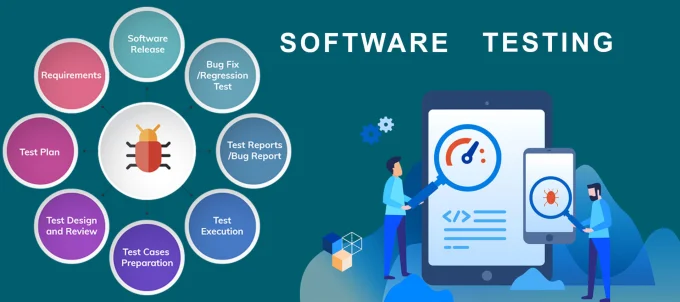 SOFTWARE TESTING
Software
Release
Bug Fix
/Regression
Test
Test Reports
/Bug Report
Test
Execution
Test Cases
Preparation
Test Design
and Review
Test Plan
Requirements
</>